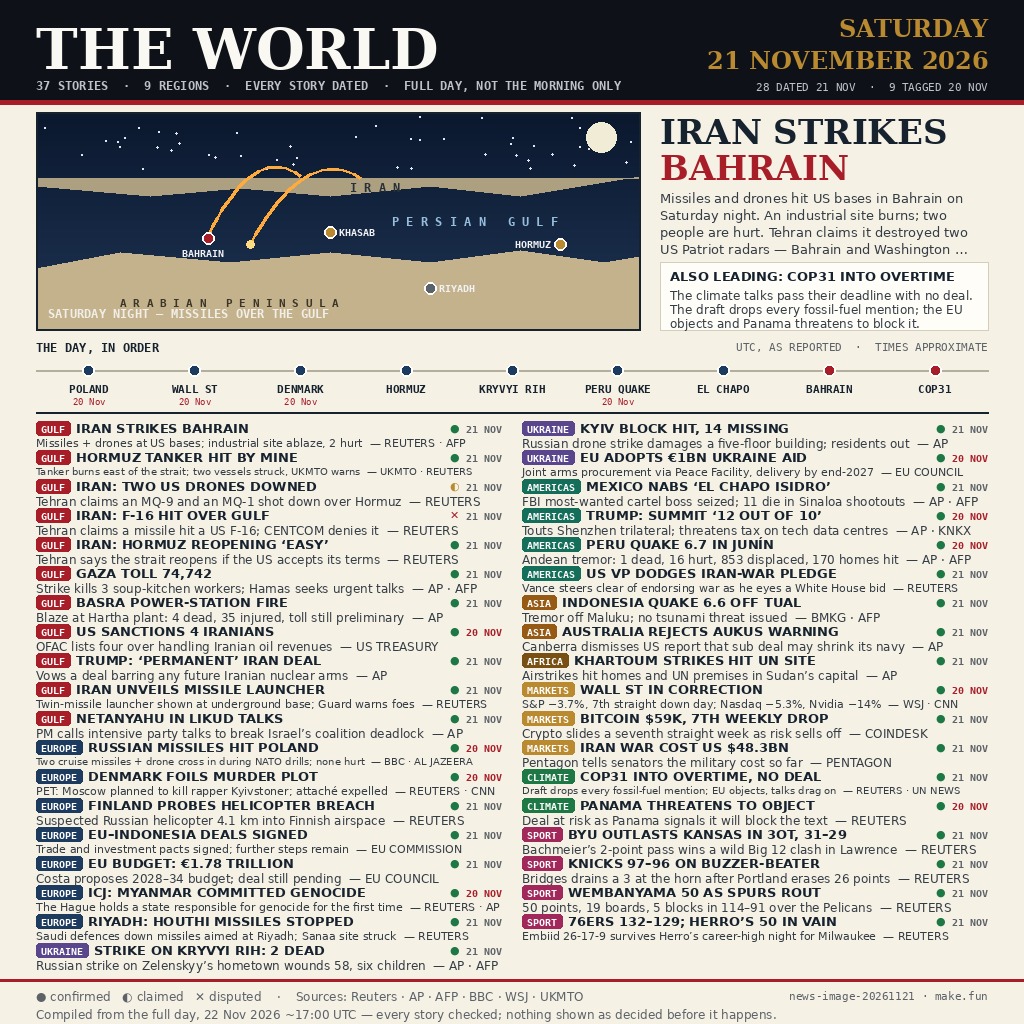 THE WORLD
SATURDAY
21 NOVEMBER 2026
37 STORIES · 9 REGIONS · EVERY STORY DATED · FULL DAY, NOT THE MORNING ONLY
28 DATED 21 NOV · 9 TAGGED 20 NOV
IRAN
PERSIAN GULF
KHASAB
HORMUZ
BAHRAIN
RIYADH
ARABIAN PENINSULA
SATURDAY NIGHT — MISSILES OVER THE GULF
IRAN STRIKES
BAHRAIN
Missiles and drones hit US bases in Bahrain on
Saturday night. An industrial site burns; two
people are hurt. Tehran claims it destroyed two
US Patriot radars — Bahrain and Washington …
ALSO LEADING: COP31 INTO OVERTIME
The climate talks pass their deadline with no deal.
The draft drops every fossil-fuel mention; the EU
objects and Panama threatens to block it.
THE DAY, IN ORDER
UTC, AS REPORTED · TIMES APPROXIMATE
POLAND
20 Nov
WALL ST
20 Nov
DENMARK
20 Nov
HORMUZ
KRYVYI RIH
PERU QUAKE
20 Nov
EL CHAPO
BAHRAIN
COP31
GULF IRAN STRIKES BAHRAIN ● 21 NOV
Missiles + drones at US bases; industrial site ablaze, 2 hurt — REUTERS · AFP
GULF HORMUZ TANKER HIT BY MINE ● 21 NOV
Tanker burns east of the strait; two vessels struck, UKMTO warns — UKMTO · REUTERS
GULF IRAN: TWO US DRONES DOWNED ◐ 21 NOV
Tehran claims an MQ-9 and an MQ-1 shot down over Hormuz — REUTERS
GULF IRAN: F-16 HIT OVER GULF ✕ 21 NOV
Tehran claims a missile hit a US F-16; CENTCOM denies it — REUTERS
GULF IRAN: HORMUZ REOPENING ‘EASY’ ● 21 NOV
Tehran says the strait reopens if the US accepts its terms — REUTERS
GULF GAZA TOLL 74,742 ● 21 NOV
Strike kills 3 soup-kitchen workers; Hamas seeks urgent talks — AP · AFP
GULF BASRA POWER-STATION FIRE ● 21 NOV
Blaze at Hartha plant: 4 dead, 35 injured, toll still preliminary — AP
GULF US SANCTIONS 4 IRANIANS ● 20 NOV
OFAC lists four over handling Iranian oil revenues — US TREASURY
GULF TRUMP: ‘PERMANENT’ IRAN DEAL ● 21 NOV
Vows a deal barring any future Iranian nuclear arms — AP
GULF IRAN UNVEILS MISSILE LAUNCHER ● 21 NOV
Twin-missile launcher shown at underground base; Guard warns foes — REUTERS
GULF NETANYAHU IN LIKUD TALKS ● 21 NOV
PM calls intensive party talks to break Israel’s coalition deadlock — AP
EUROPE RUSSIAN MISSILES HIT POLAND ● 20 NOV
Two cruise missiles + drone cross in during NATO drills; none hurt — BBC · AL JAZEERA
EUROPE DENMARK FOILS MURDER PLOT ● 20 NOV
PET: Moscow planned to kill rapper Kyivstoner; attaché expelled — REUTERS · CNN
EUROPE FINLAND PROBES HELICOPTER BREACH ● 21 NOV
Suspected Russian helicopter 4.1 km into Finnish airspace — REUTERS
EUROPE EU–INDONESIA DEALS SIGNED ● 21 NOV
Trade and investment pacts signed; further steps remain — EU COMMISSION
EUROPE EU BUDGET: €1.78 TRILLION ● 21 NOV
Costa proposes 2028–34 budget; deal still pending — EU COUNCIL
EUROPE ICJ: MYANMAR COMMITTED GENOCIDE ● 20 NOV
The Hague holds a state responsible for genocide for the first time — REUTERS · AP
EUROPE RIYADH: HOUTHI MISSILES STOPPED ● 21 NOV
Saudi defences down missiles aimed at Riyadh; Sanaa site struck — REUTERS
UKRAINE STRIKE ON KRYVYI RIH: 2 DEAD ● 21 NOV
Russian strike on Zelenskyy’s hometown wounds 58, six children — AP · AFP
UKRAINE KYIV BLOCK HIT, 14 MISSING ● 21 NOV
Russian drone strike damages a five-floor building; residents out — AP
UKRAINE EU ADOPTS €1BN UKRAINE AID ● 20 NOV
Joint arms procurement via Peace Facility, delivery by end-2027 — EU COUNCIL
AMERICAS MEXICO NABS ‘EL CHAPO ISIDRO’ ● 21 NOV
FBI most-wanted cartel boss seized; 11 die in Sinaloa shootouts — AP · AFP
AMERICAS TRUMP: SUMMIT ‘12 OUT OF 10’ ● 20 NOV
Touts Shenzhen trilateral; threatens tax on tech data centres — AP · KNKX
AMERICAS PERU QUAKE 6.7 IN JUNÍN ● 20 NOV
Andean tremor: 1 dead, 16 hurt, 853 displaced, 170 homes hit — AP · AFP
AMERICAS US VP DODGES IRAN-WAR PLEDGE ● 21 NOV
Vance steers clear of endorsing war as he eyes a White House bid — REUTERS
ASIA INDONESIA QUAKE 6.6 OFF TUAL ● 21 NOV
Tremor off Maluku; no tsunami threat issued — BMKG · AFP
ASIA AUSTRALIA REJECTS AUKUS WARNING ● 21 NOV
Canberra dismisses US report that sub deal may shrink its navy — AP
AFRICA KHARTOUM STRIKES HIT UN SITE ● 21 NOV
Airstrikes hit homes and UN premises in Sudan’s capital — AP
MARKETS WALL ST IN CORRECTION ● 20 NOV
S&P −3.7%, 7th straight down day; Nasdaq −5.3%, Nvidia −14% — WSJ · CNN
MARKETS BITCOIN $59K, 7TH WEEKLY DROP ● 21 NOV
Crypto slides a seventh straight week as risk sells off — COINDESK
MARKETS IRAN WAR COST US $48.3BN ● 21 NOV
Pentagon tells senators the military cost so far — PENTAGON
CLIMATE COP31 INTO OVERTIME, NO DEAL ● 21 NOV
Draft drops every fossil-fuel mention; EU objects, talks drag on — REUTERS · UN NEWS
CLIMATE PANAMA THREATENS TO OBJECT ● 20 NOV
Deal at risk as Panama signals it will block the text — REUTERS
SPORT BYU OUTLASTS KANSAS IN 3OT, 31–29 ● 21 NOV
Bachmeier’s 2-point pass wins a wild Big 12 clash in Lawrence — REUTERS
SPORT KNICKS 97–96 ON BUZZER-BEATER ● 21 NOV
Bridges drains a 3 at the horn after Portland erases 26 points — REUTERS
SPORT WEMBANYAMA 50 AS SPURS ROUT ● 21 NOV
50 points, 19 boards, 5 blocks in 114–91 over the Pelicans — REUTERS
SPORT 76ERS 132–129; HERRO’S 50 IN VAIN ● 21 NOV
Embiid 26-17-9 survives Herro’s career-high night for Milwaukee — REUTERS
● confirmed ◐ claimed ✕ disputed · Sources: Reuters · AP · AFP · BBC · WSJ · UKMTO
news-image-20261121 · make.fun
Compiled from the full day, 22 Nov 2026 ~17:00 UTC — every story checked; nothing shown as decided before it happens.